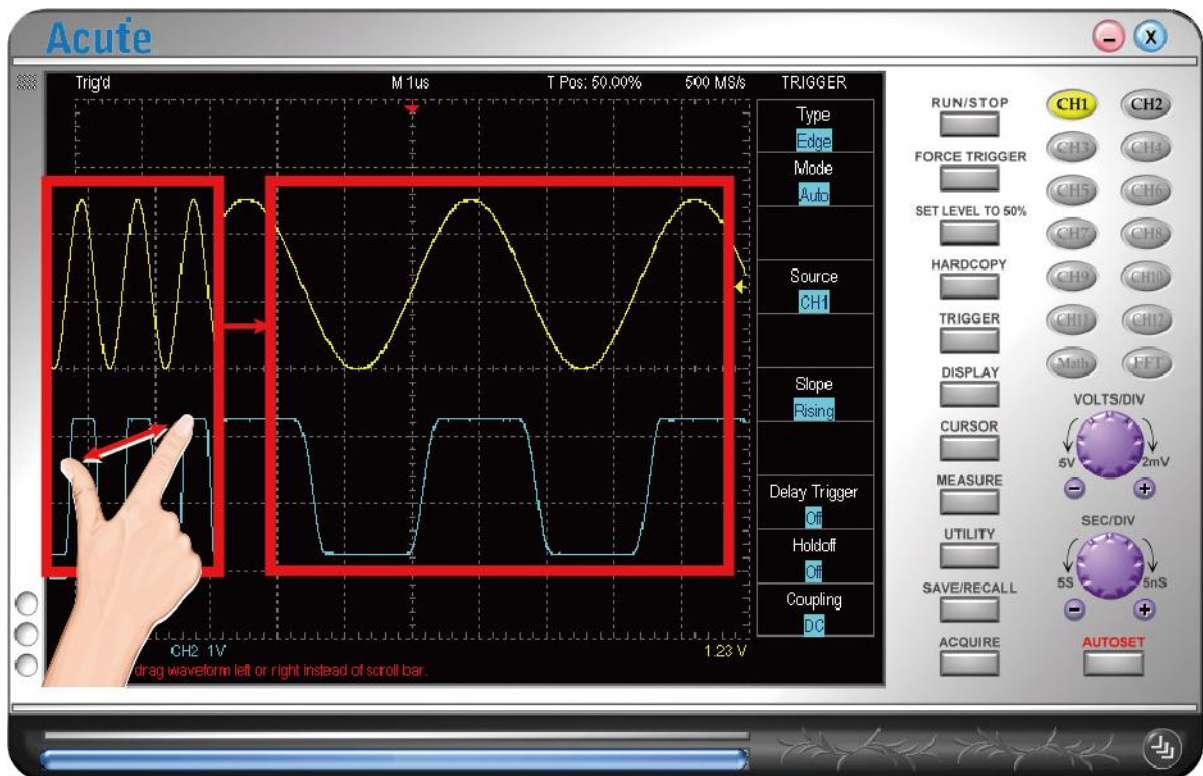 Acute
Trig'd M 1us T Pos: 50.00% 500 MS/s TRIGGER
Type
Edge
Mode
Auto
Source
CH1
Slope
Rising
Delay Trigger
Off
Holdoff
Off
Coupling
DC
CH2 1V 1.23 V
drag waveform left or right instead of scroll bar.
RUN/STOP
FORCE TRIGGER
SET LEVEL TO 50%
HARDCOPY
TRIGGER
DISPLAY
CURSOR
MEASURE
UTILITY
SAVE/RECALL
ACQUIRE
CH1 CH2
CH3 CH4
CH5 CH6
CH7 CH8
CH9 CH10
CH11 CH12
Math FFT
VOLTS/DIV
5V 2mV
SEC/DIV
5S 5nS
AUTOSET